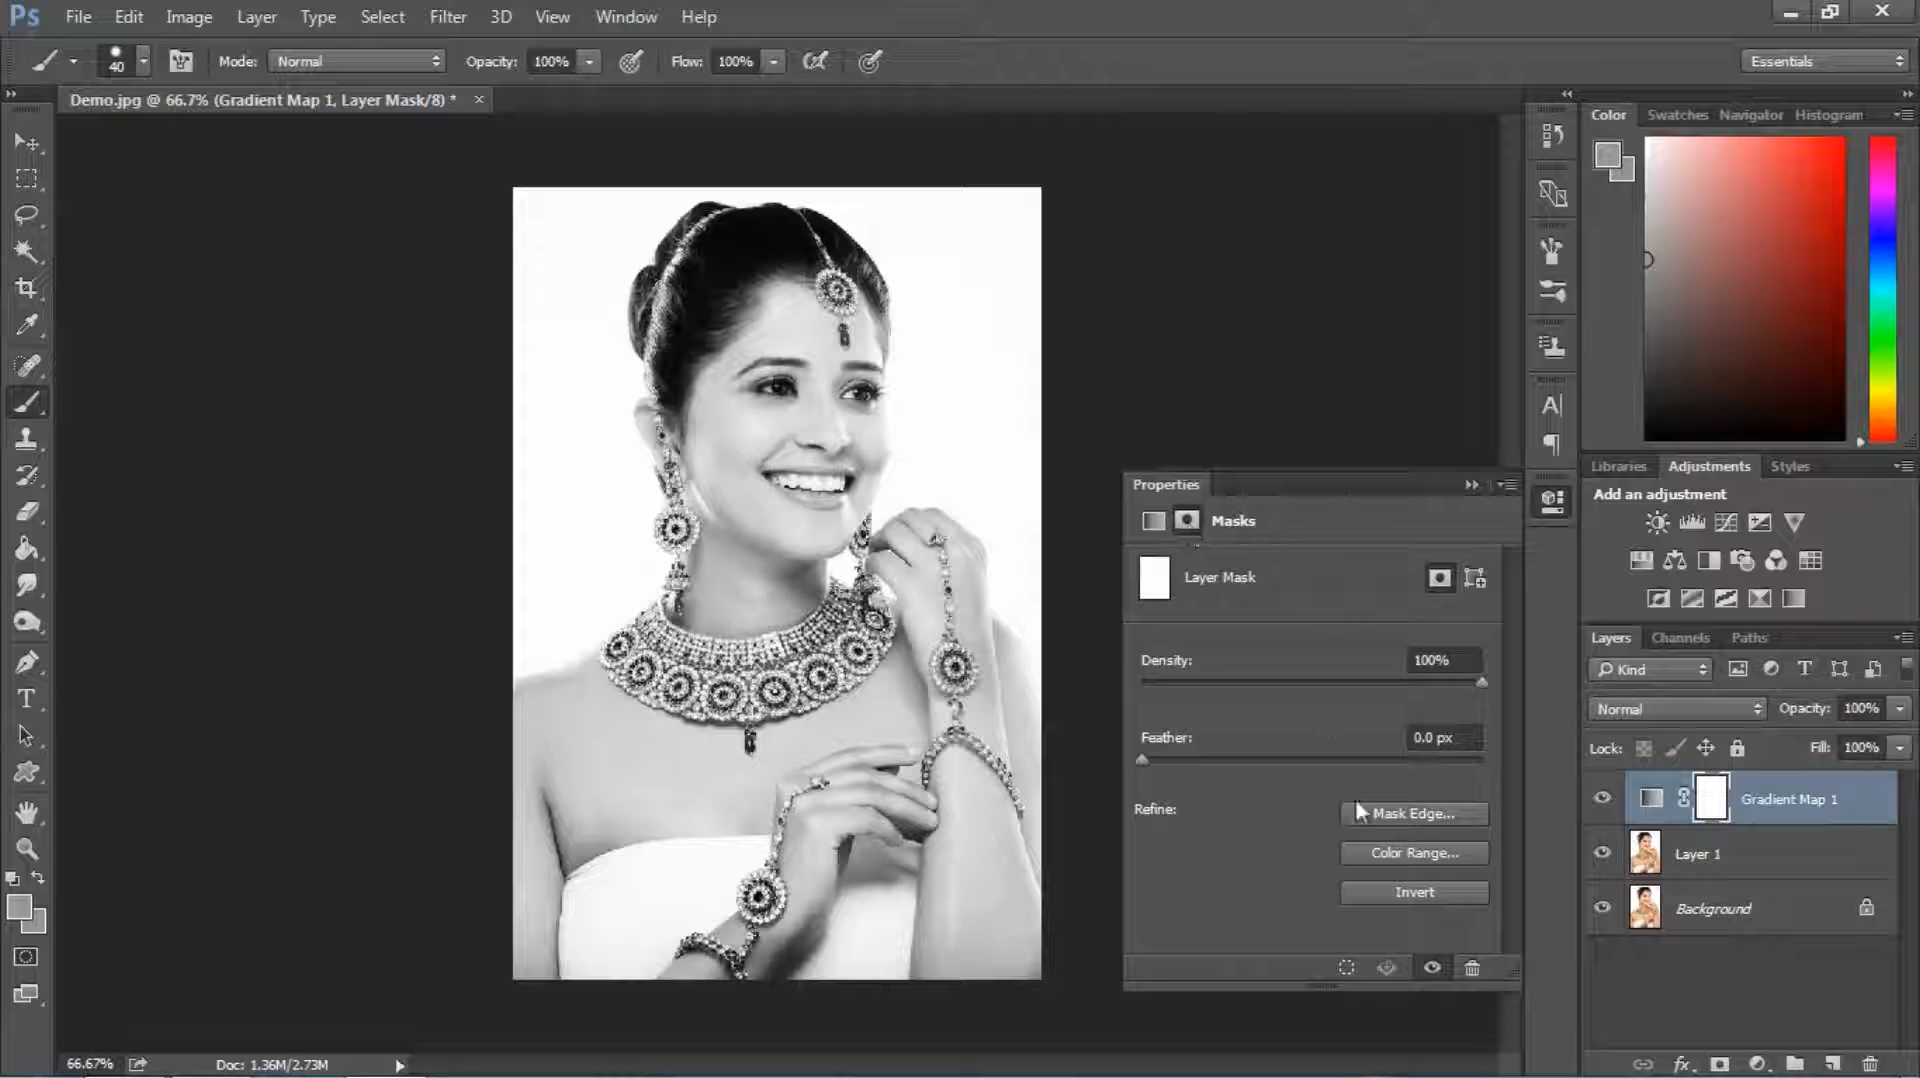 Ps File Edit Image Layer Type Select Filter 3D View Window Help
40 Mode: Normal Opacity: 100% Flow: 100% Essentials
Demo.jpg @ 66.7% (Gradient Map 1, Layer Mask/8) * ×
Color Swatches Navigator Histogram
Properties
Masks
Layer Mask
Density: 100%
Feather: 0.0 px
Refine: Mask Edge...
Color Range...
Invert
Libraries Adjustments Styles
Add an adjustment
Layers Channels Paths
Kind
Normal Opacity: 100%
Lock: Fill: 100%
Gradient Map 1
Layer 1
Background
fx
66.67% Doc: 1.36M/2.73M